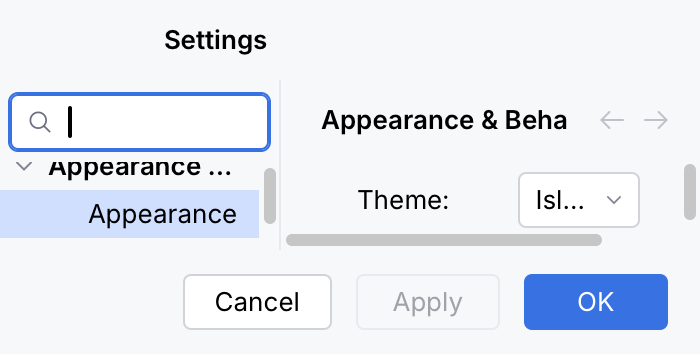 Settings
Appearance ...
Appearance
Appearance & Beha
Theme:
Isl...
Cancel
Apply
OK